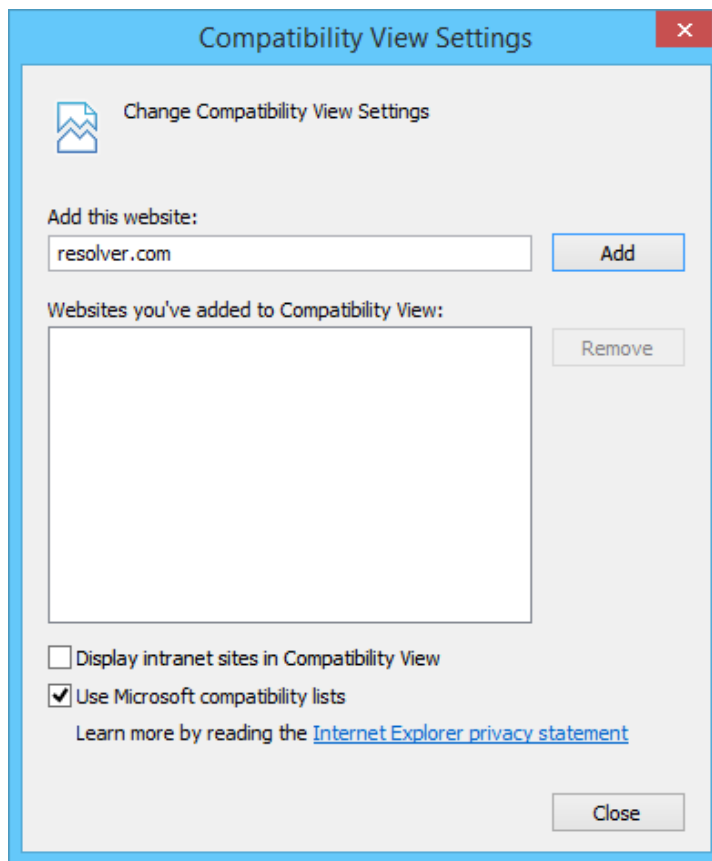 Compatibility View Settings
Change Compatibility View Settings
Add this website:
resolver.com
Add
Websites you've added to Compatibility View:
Remove
Display intranet sites in Compatibility View
Use Microsoft compatibility lists
Learn more by reading the Internet Explorer privacy statement
Close